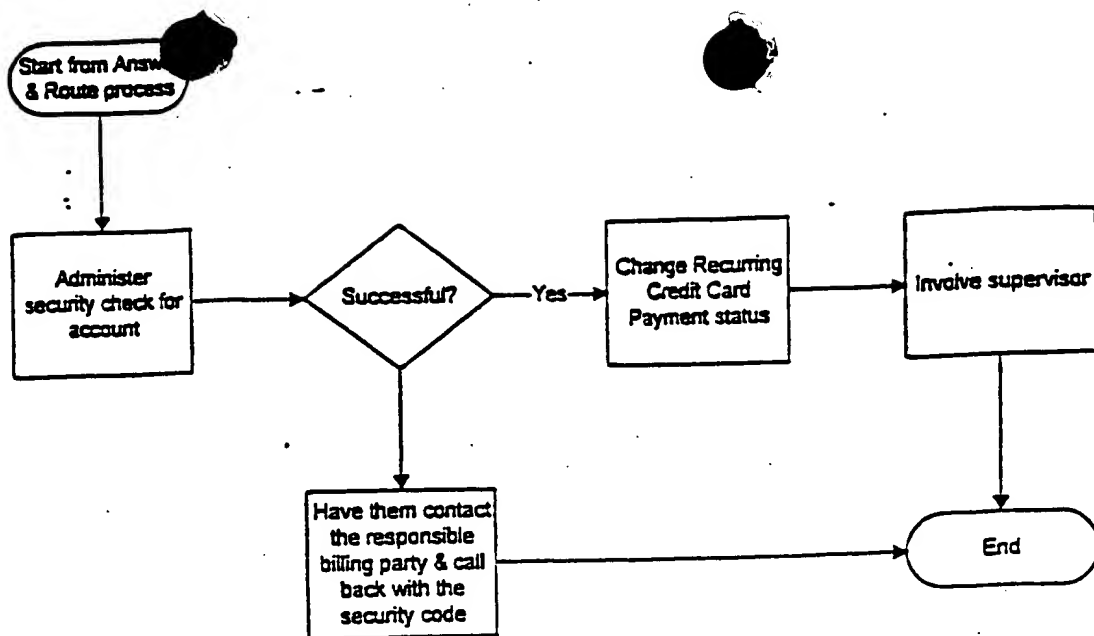 Start from
& Route process
Administer
security check for
account
Successful?
Yes
Change Recurring
Credit Card
Payment status
Involve supervisor
Have them contact
the responsible
billing party & call
back with the
security code
End